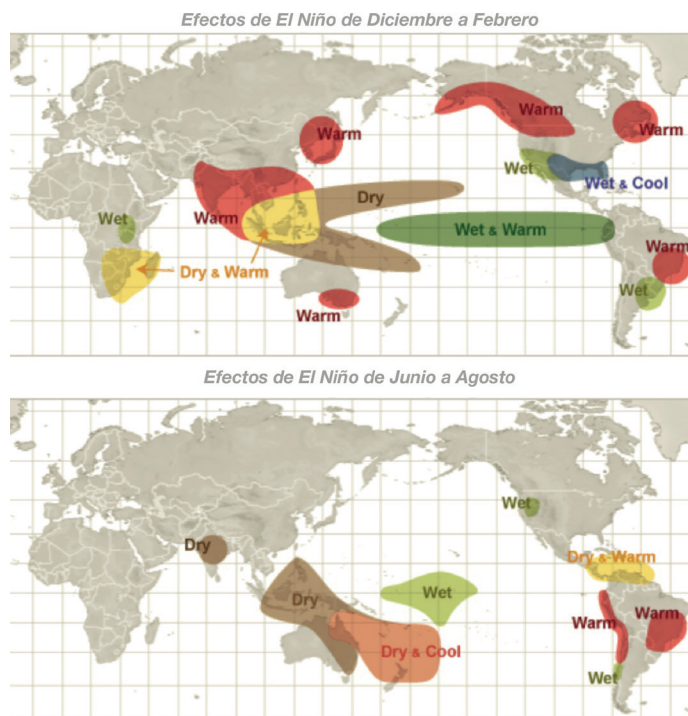 Efectos de El Niño de Diciembre a Febrero
Warm
Warm
Warm
Wet
Wet & Cool
Dry
Warm
Wet
Wet & Warm
Warm
Dry & Warm
Wet
Warm
Efectos de El Niño de Junio a Agosto
Wet
Dry
Dry & Warm
Dry
Wet
Warm
Warm
Dry & Cool
Wet